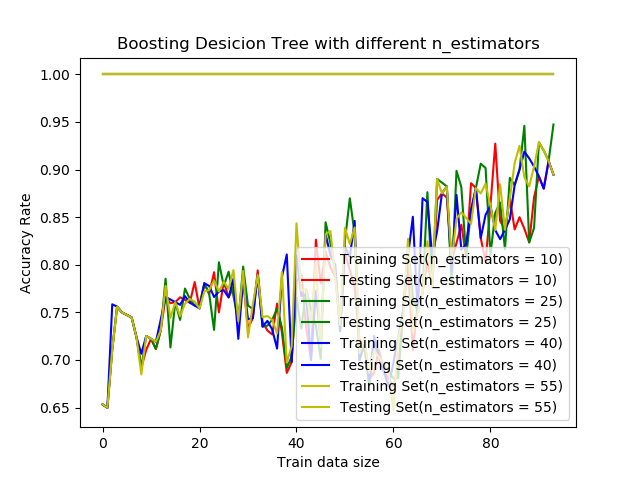 Boosting Desicion Tree with different n_estimators
1.00
0.95
0.90
0.85
0.80
0.75
0.70
0.65
Accuracy Rate
Training Set(n_estimators = 10)
Testing Set(n_estimators = 10)
Training Set(n_estimators = 25)
Testing Set(n_estimators = 25)
Training Set(n_estimators = 40)
Testing Set(n_estimators = 40)
Training Set(n_estimators = 55)
Testing Set(n_estimators = 55)
0 20 40 60 80
Train data size